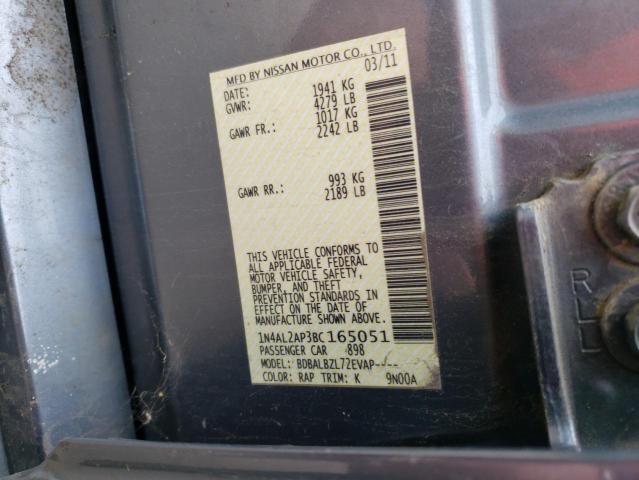 MFD BY NISSAN MOTOR CO., LTD.
DATE: 03/11
GVWR: 1941 KG
4279 LB
GAWR FR.: 1017 KG
2242 LB
GAWR RR.: 993 KG
2189 LB
THIS VEHICLE CONFORMS TO
ALL APPLICABLE FEDERAL
MOTOR VEHICLE SAFETY,
BUMPER, AND THEFT
PREVENTION STANDARDS IN
EFFECT ON THE DATE OF
MANUFACTURE SHOWN ABOVE.
1N4AL2AP3BC165051
PASSENGER CAR 898
MODEL: BDBALBZL72EVAP----
COLOR: RAP TRIM: K 9N00A